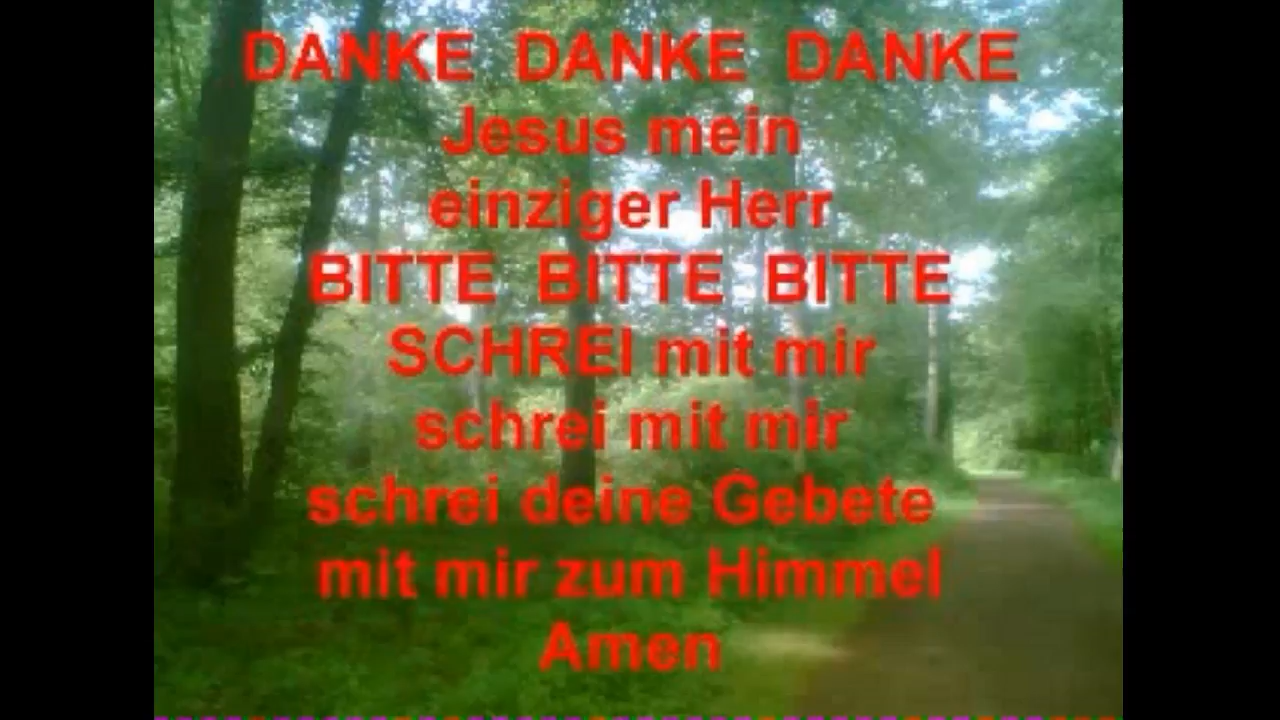 DANKE DANKE DANKE
Jesus mein
einziger Herr
BITTE BITTE BITTE
SCHREI mit mir
schrei mit mir
schrei deine Gebete
mit mir zum Himmel
Amen